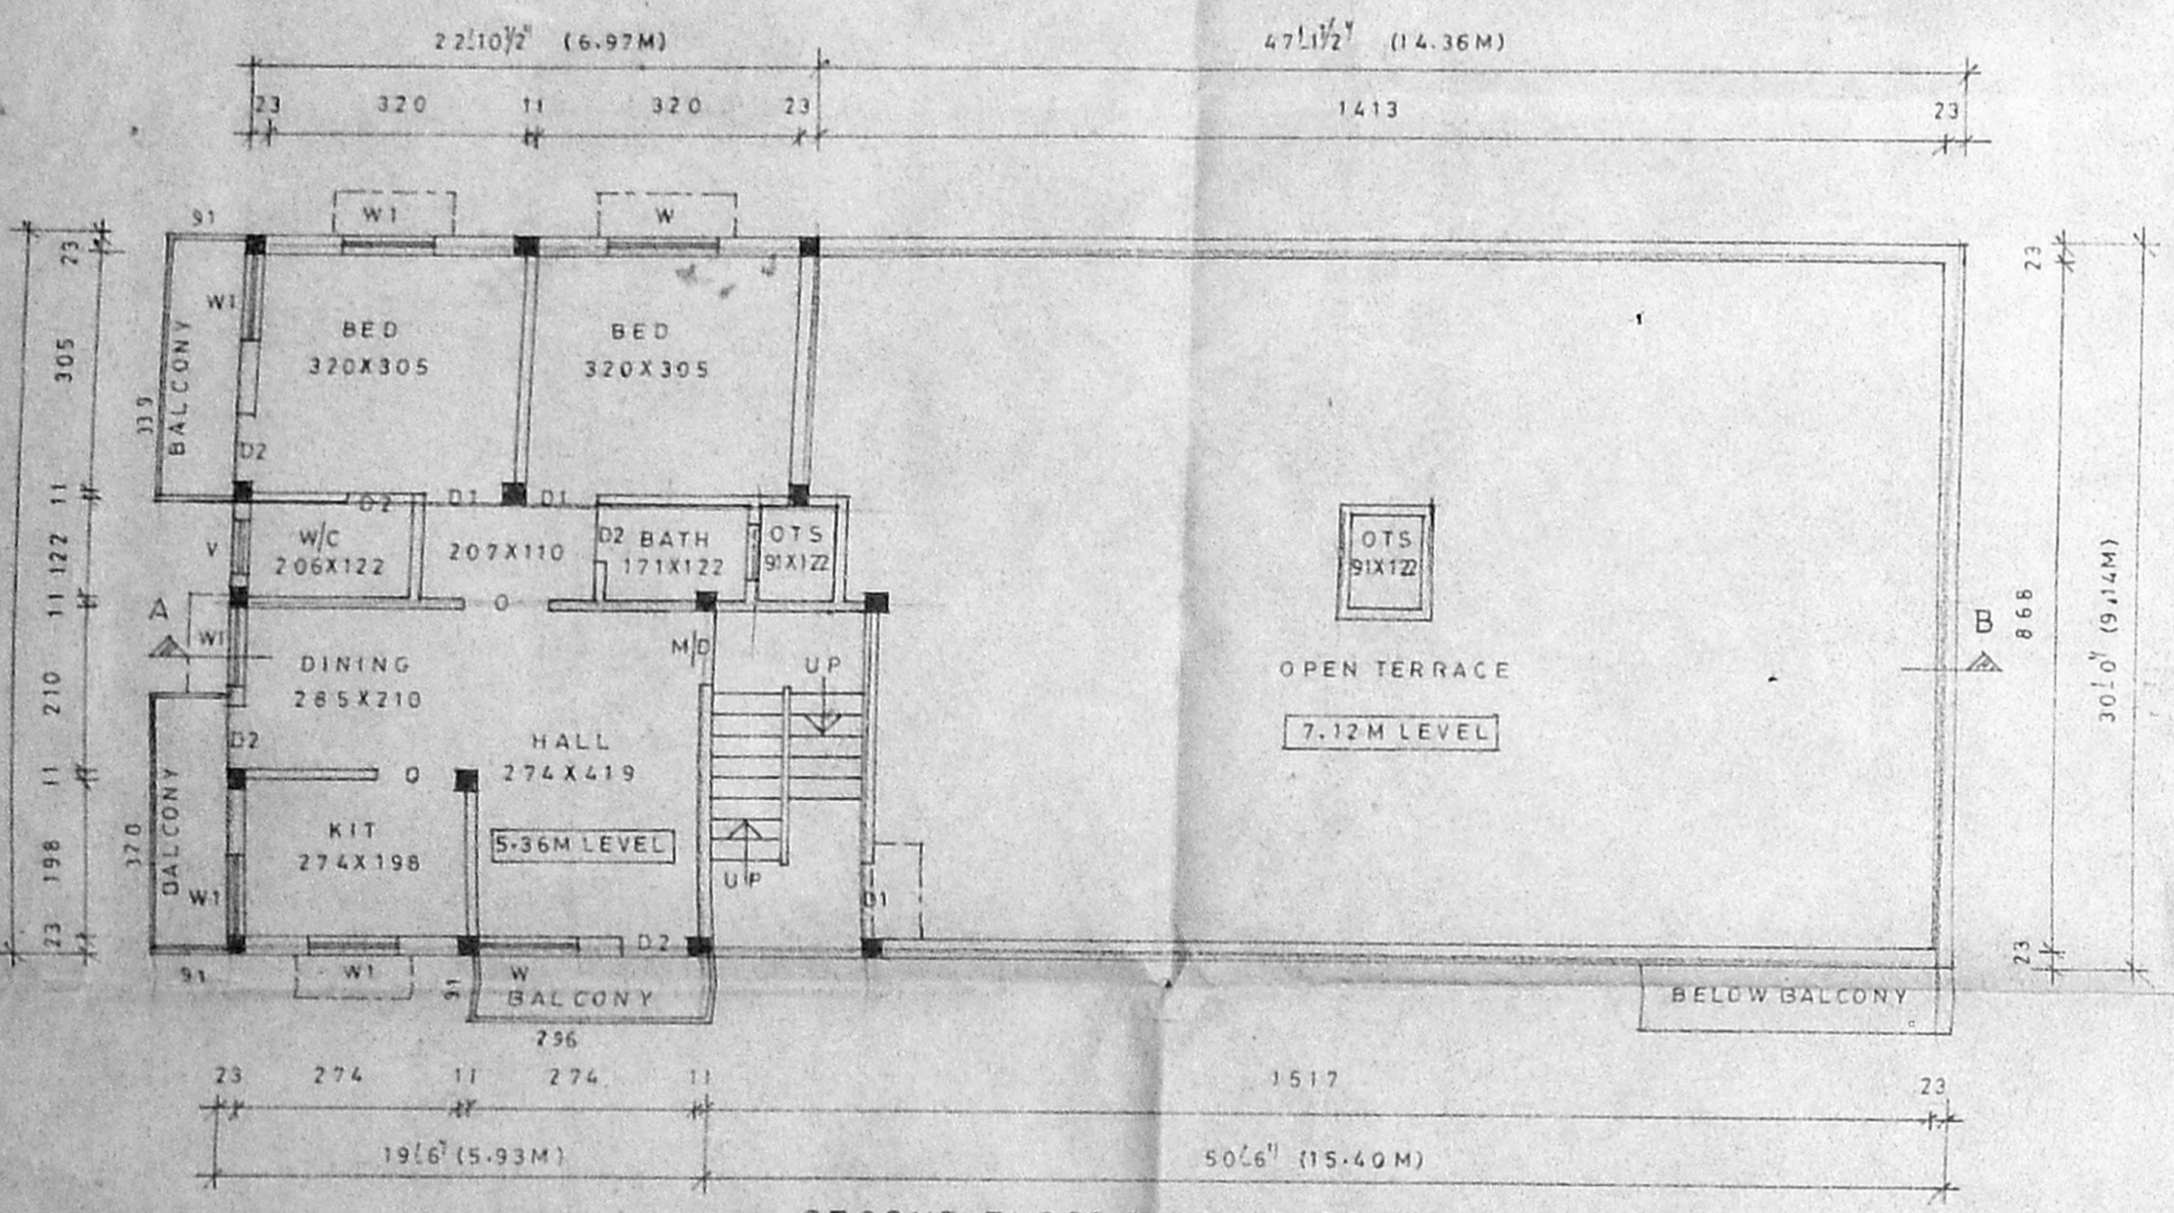 22'-10½" (6.97M) 47'-1½" (14.36M)
23 320 11 320 23 1413 23
91 W1 W
23 23
W1
BED BED
320X305 320X305
305
BALCONY
339
D2
11 D2 D1 D1
V W/C 207X110 D2 BATH OTS OTS
206X122 171X122 91X122 91X122
122
11 O
A W1 M/D B
868
30'-0" (9.14M)
DINING UP OPEN TERRACE
285X210
210
D2 HALL 7.12M LEVEL
274X419
11 O
BALCONY
320
KIT 5.36M LEVEL
274X198
198
W1 UP D1
23 D2 23
91 W1 91 W
BALCONY BELOW BALCONY
296
23 274 11 274 11 1517 23
19'-6" (5.93M) 50'-6" (15.40M)